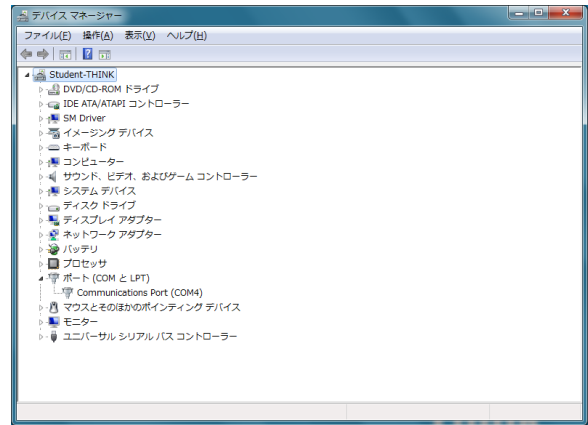 デバイス マネージャー
ファイル(F) 操作(A) 表示(V) ヘルプ(H)
Student-THINK
DVD/CD-ROM ドライブ
IDE ATA/ATAPI コントローラー
SM Driver
イメージング デバイス
キーボード
コンピューター
サウンド、ビデオ、およびゲーム コントローラー
システム デバイス
ディスク ドライブ
ディスプレイ アダプター
ネットワーク アダプター
バッテリ
プロセッサ
ポート (COM と LPT)
Communications Port (COM4)
マウスとそのほかのポインティング デバイス
モニター
ユニバーサル シリアル バス コントローラー